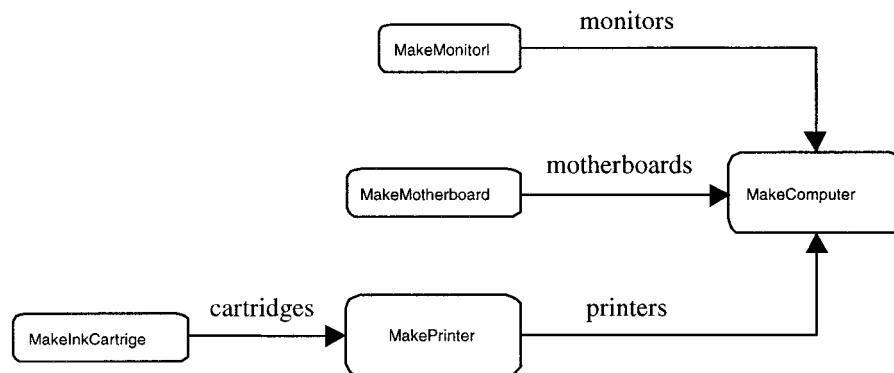 monitors
MakeMonitorl
motherboards
MakeMotherboard
MakeComputer
cartridges
printers
MakeInkCartrige
MakePrinter